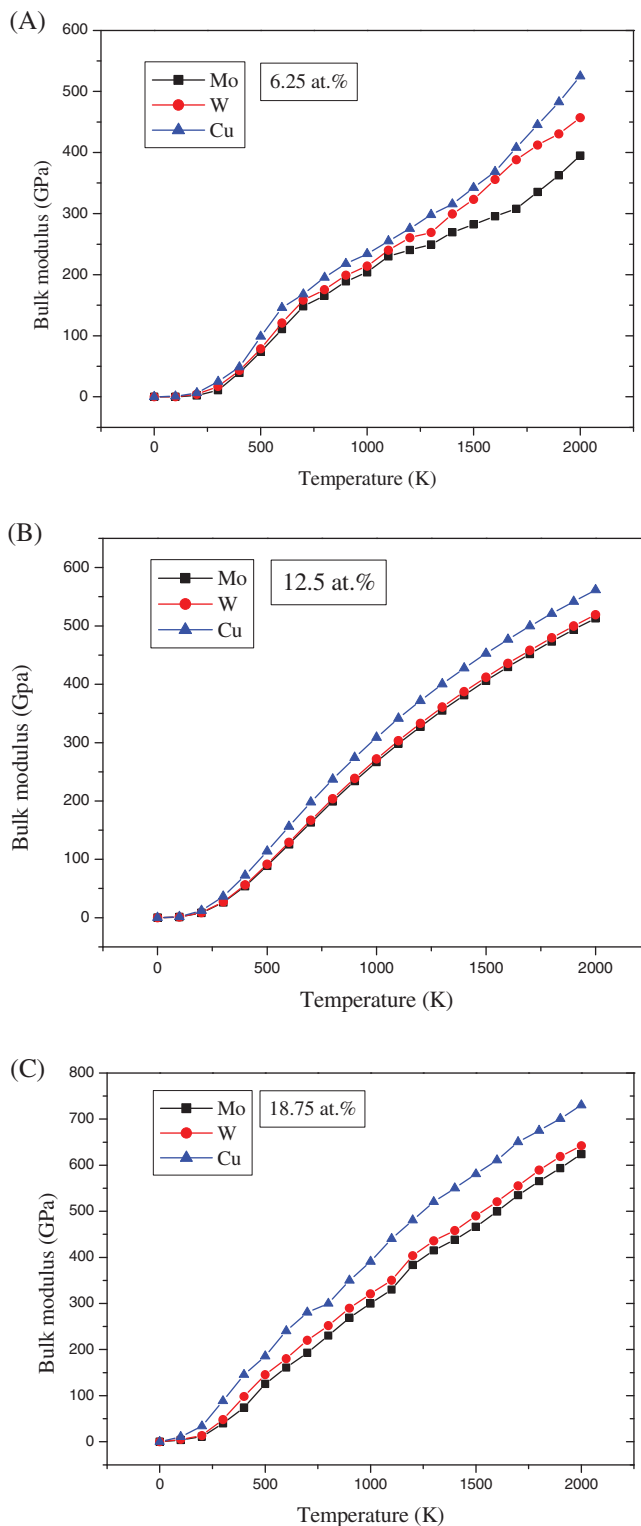 (A)
600
500
400
300
200
100
0
Bulk modulus (GPa)
Mo
W
Cu
6.25 at.%
0 500 1000 1500 2000
Temperature (K)
(B)
600
500
400
300
200
100
0
Bulk modulus (Gpa)
Mo
W
Cu
12.5 at.%
0 500 1000 1500 2000
Temperature (K)
(C)
800
700
600
500
400
300
200
100
0
Bulk modulus (GPa)
Mo
W
Cu
18.75 at.%
0 500 1000 1500 2000
Temperature (K)